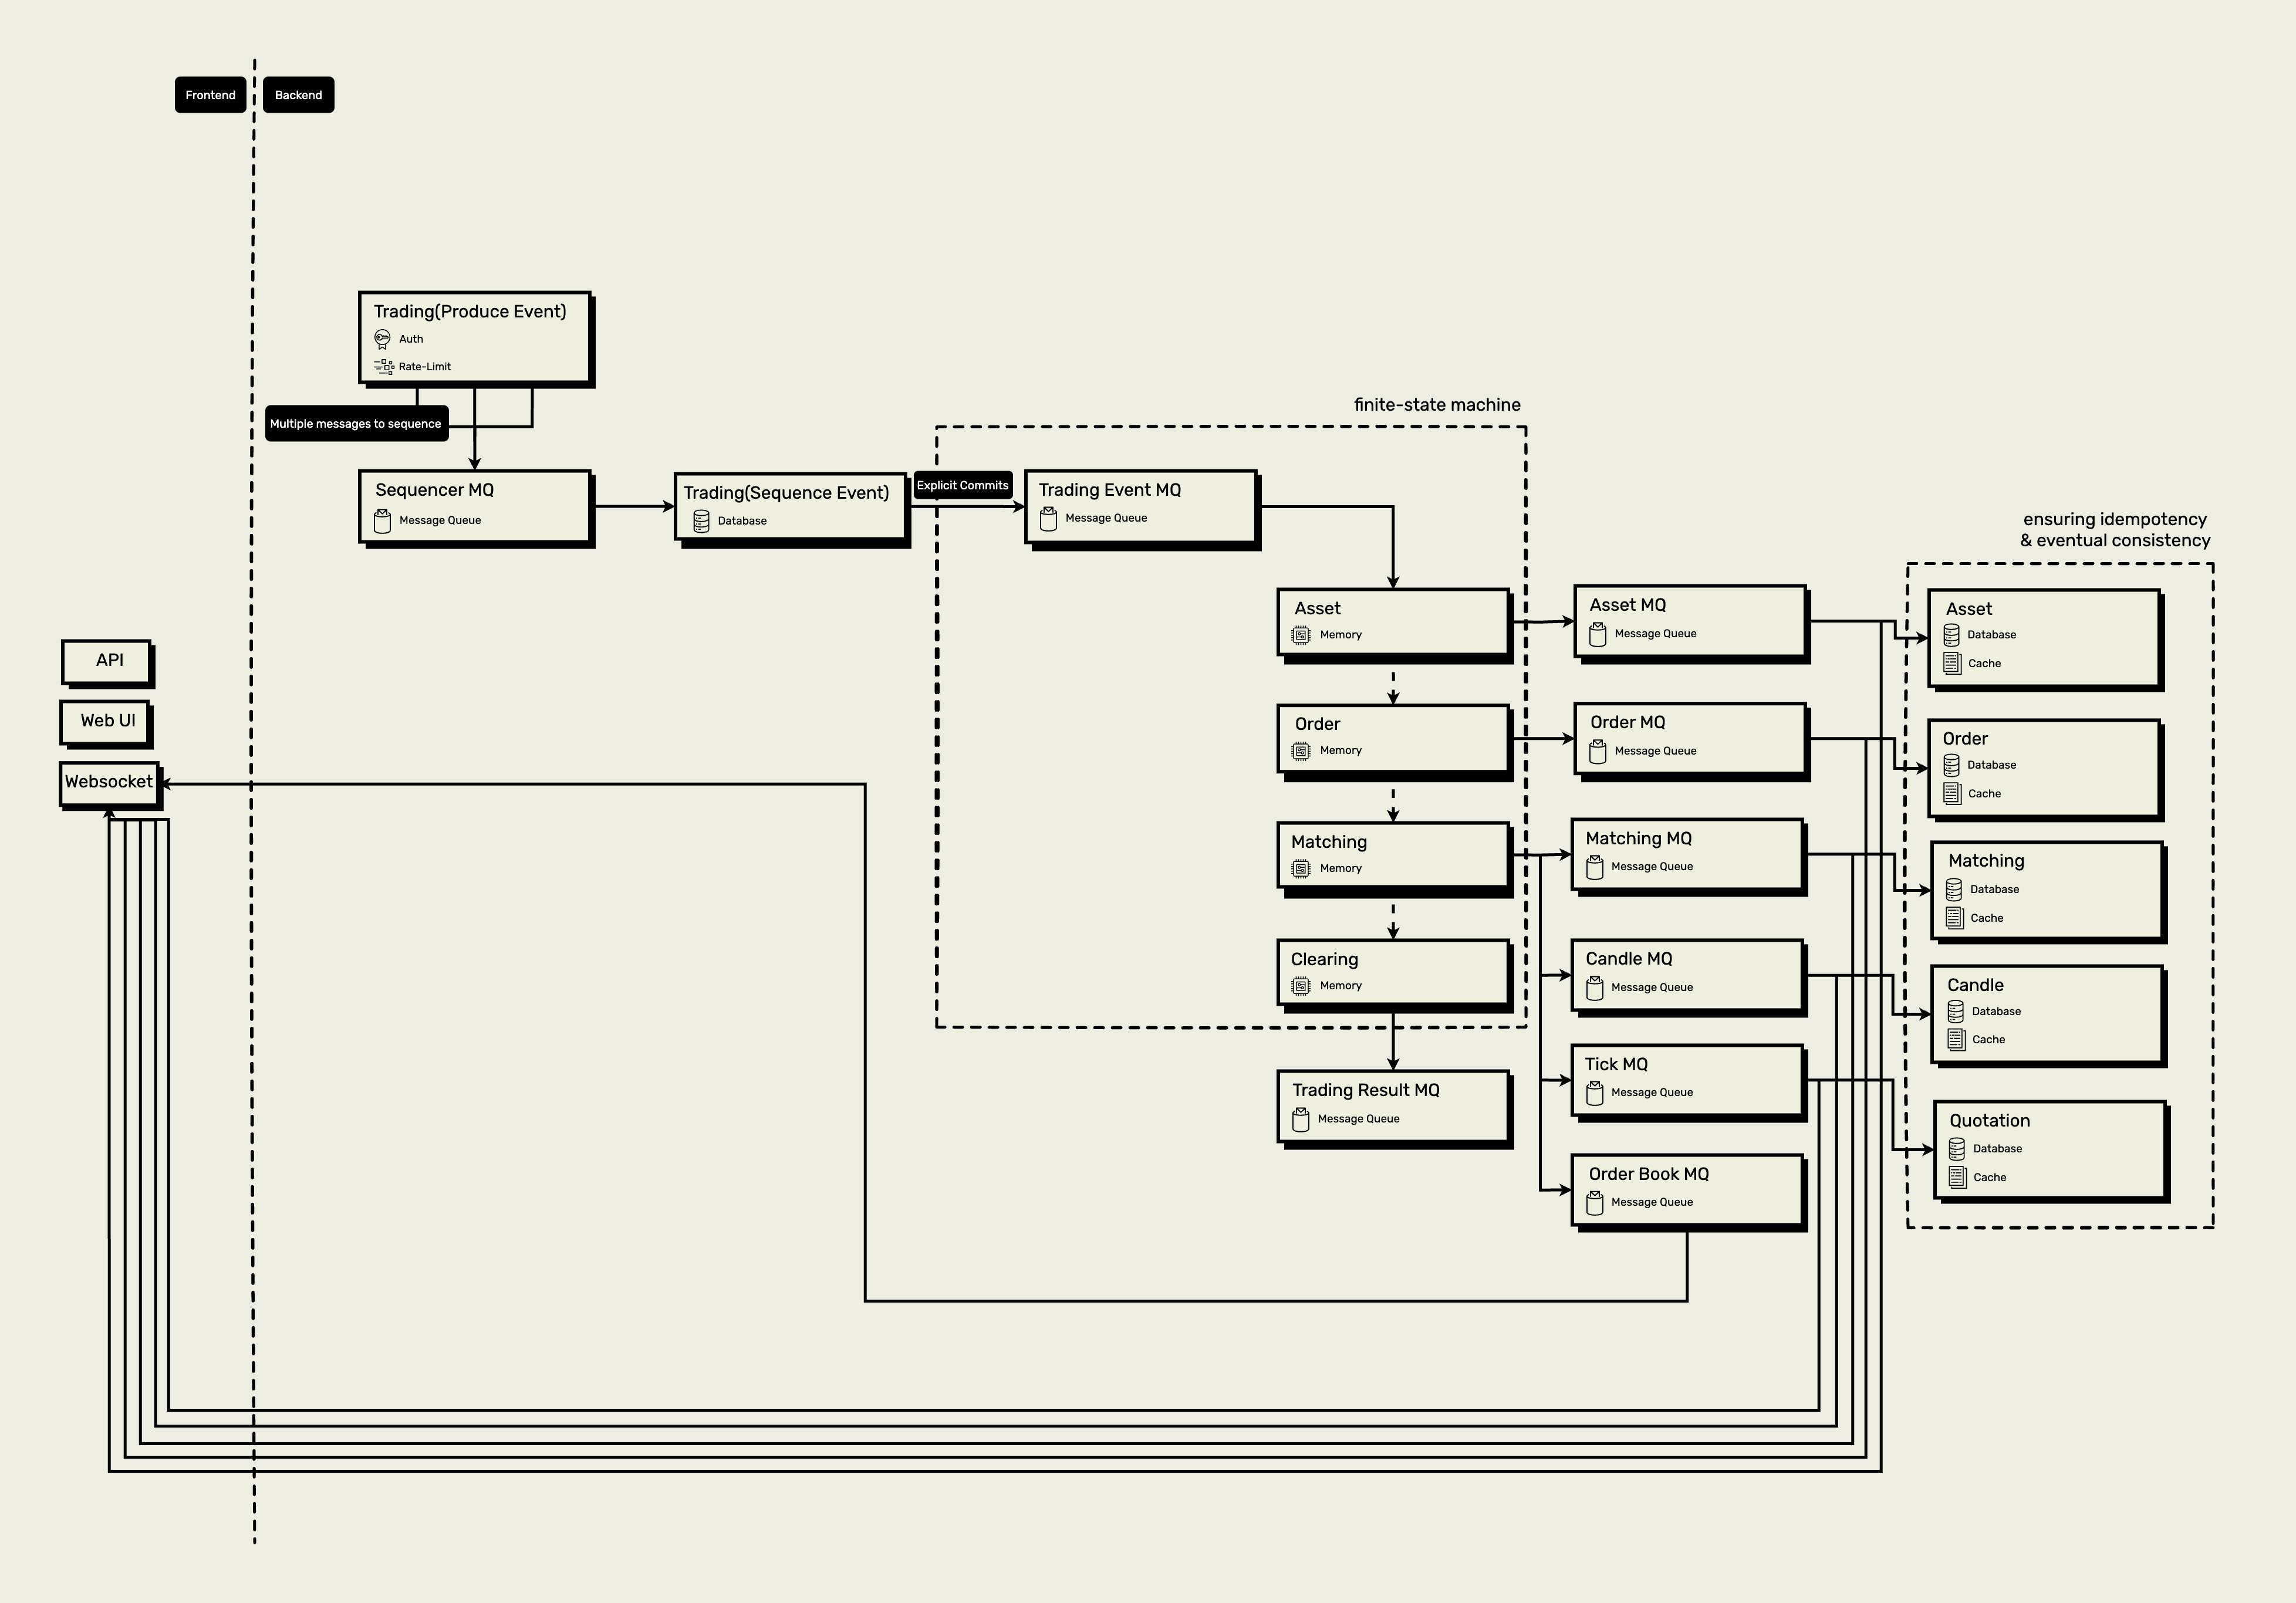 Frontend
Backend
Trading(Produce Event)
Auth
Rate-Limit
Multiple messages to sequence
Sequencer MQ
Message Queue
Trading(Sequence Event)
Database
Explicit Commits
finite-state machine
Trading Event MQ
Message Queue
Asset
Memory
Order
Memory
Matching
Memory
Clearing
Memory
Trading Result MQ
Message Queue
Asset MQ
Message Queue
Order MQ
Message Queue
Matching MQ
Message Queue
Candle MQ
Message Queue
Tick MQ
Message Queue
Order Book MQ
Message Queue
ensuring idempotency
& eventual consistency
Asset
Database
Cache
Order
Database
Cache
Matching
Database
Cache
Candle
Database
Cache
Quotation
Database
Cache
API
Web UI
Websocket